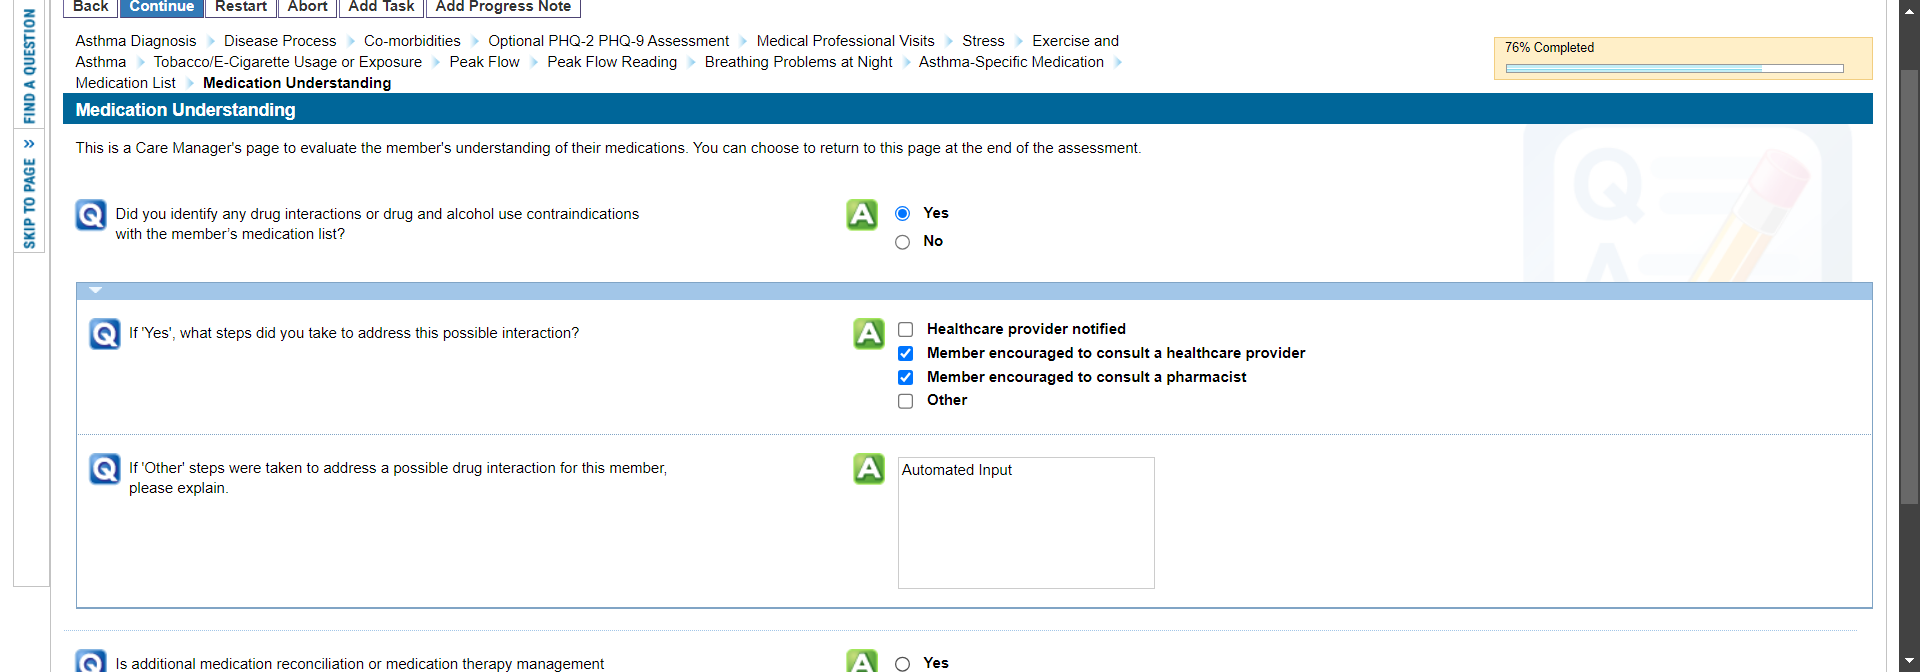 Back Continue Restart Abort Add Task Add Progress Note
FIND A QUESTION
SKIP TO PAGE »
Asthma Diagnosis Disease Process Co-morbidities Optional PHQ-2 PHQ-9 Assessment Medical Professional Visits Stress Exercise and
Asthma Tobacco/E-Cigarette Usage or Exposure Peak Flow Peak Flow Reading Breathing Problems at Night Asthma-Specific Medication
Medication List Medication Understanding
76% Completed
Medication Understanding
This is a Care Manager's page to evaluate the member's understanding of their medications. You can choose to return to this page at the end of the assessment.
Q Did you identify any drug interactions or drug and alcohol use contraindications
with the member’s medication list?
A Yes
No
Q If 'Yes', what steps did you take to address this possible interaction?
A Healthcare provider notified
Member encouraged to consult a healthcare provider
Member encouraged to consult a pharmacist
Other
Q If 'Other' steps were taken to address a possible drug interaction for this member,
please explain.
A Automated Input
Q Is additional medication reconciliation or medication therapy management
A Yes